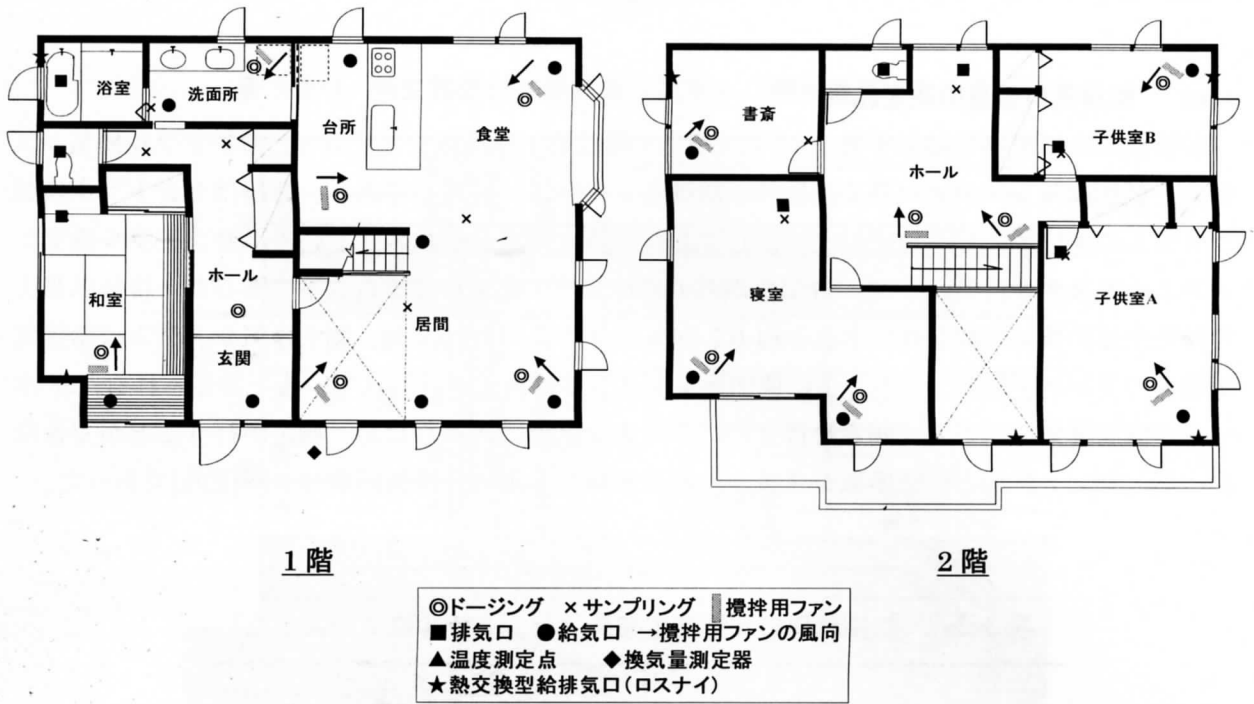 浴室
洗面所
台所
食堂
ホール
和室
居間
玄関
1階
書斎
子供室B
ホール
寝室
子供室A
2階
◎ドージング ×サンプリング 攪拌用ファン
■排気口 ●給気口 →攪拌用ファンの風向
▲温度測定点 ◆換気量測定器
★熱交換型給排気口(ロスナイ)